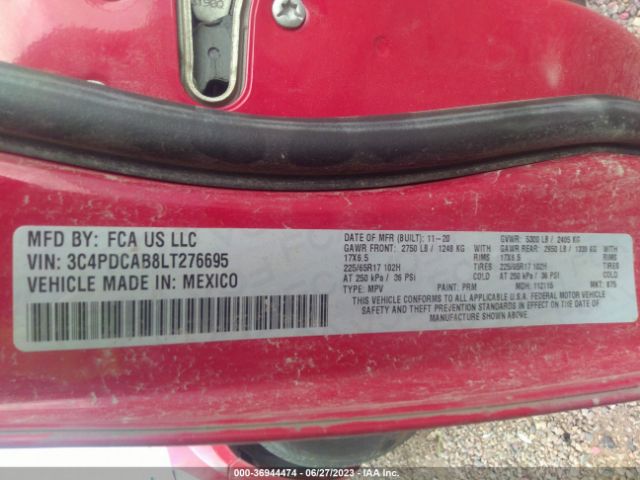 MFD BY: FCA US LLC
VIN: 3C4PDCAB8LT276695
VEHICLE MADE IN: MEXICO
DATE OF MFR (BUILT): 11-20
GVWR: 5300 LB / 2405 KG
GAWR FRONT: 2750 LB / 1248 KG WITH
17X6.5 RIMS
225/65R17 102H TIRES
AT 250 kPa / 36 PSI COLD
GAWR REAR: 2950 LB / 1339 KG WITH
17X6.5 RIMS
225/65R17 102H TIRES
AT 250 kPa / 36 PSI COLD
TYPE: MPV PAINT: PRM MDH: 112115 MKT: 875
THIS VEHICLE CONFORMS TO ALL APPLICABLE U.S.A. FEDERAL MOTOR VEHICLE
SAFETY AND THEFT PREVENTION STANDARDS IN EFFECT ON THE DATE OF
MANUFACTURE SHOWN ABOVE.
000-36944474 - 06/27/2023 - IAA Inc.